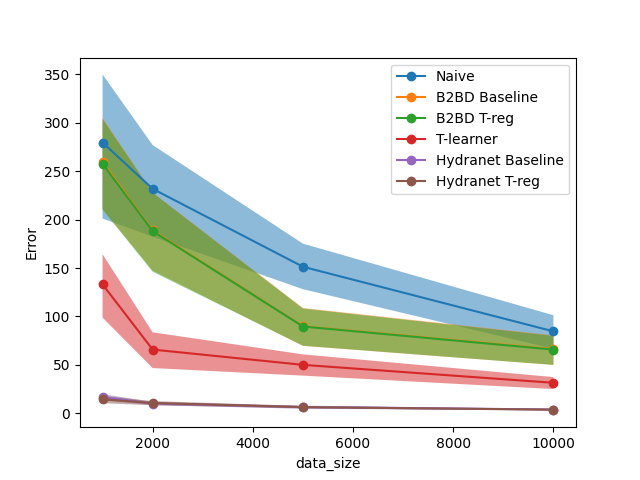 350
300
250
200
150
100
50
0
Error
2000
4000
6000
8000
10000
data_size
Naive
B2BD Baseline
B2BD T-reg
T-learner
Hydranet Baseline
Hydranet T-reg